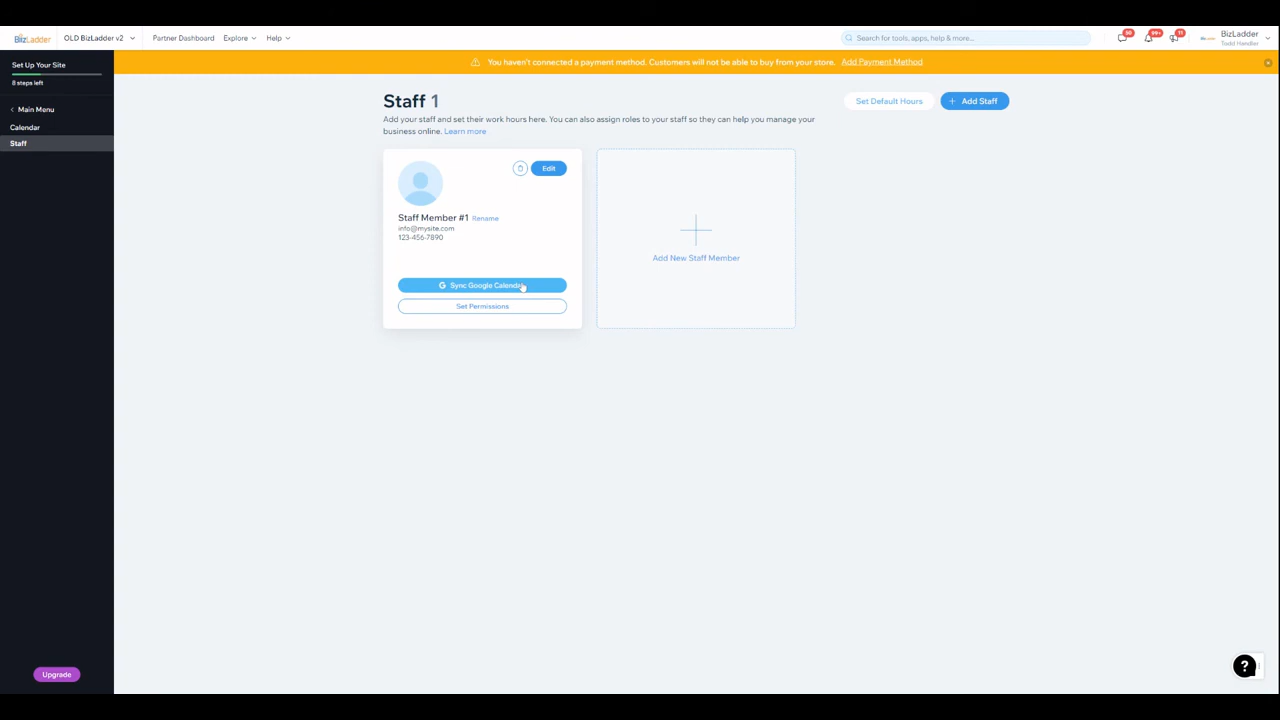 BizLadder
OLD BizLadder v2
Partner Dashboard
Explore
Help
Search for tools, apps, help & more...
99+
11
BizLadder
Todd Handler
Set Up Your Site
8 steps left
You haven't connected a payment method. Customers will not be able to buy from your store. Add Payment Method
Main Menu
Calendar
Staff
Staff 1
Set Default Hours
+ Add Staff
Add your staff and set their work hours here. You can also assign roles to your staff so they can help you manage your
business online. Learn more
Edit
Staff Member #1 Rename
info@mysite.com
123-456-7890
G Sync Google Calendar
Set Permissions
Add New Staff Member
Upgrade
?